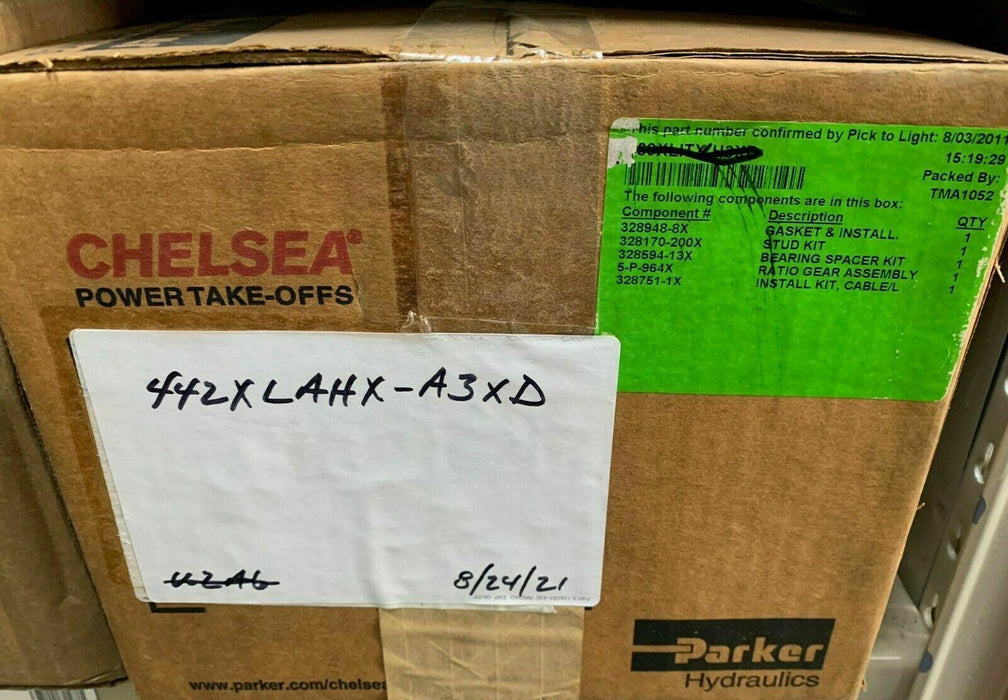 CHELSEA®
POWER TAKE-OFFS
This part number confirmed by Pick to Light: 8/03/2011
15:19:29
Packed By:
TMA1052
The following components are in this box:
Component # Description QTY
328948-8X GASKET & INSTALL. 1
328170-200X STUD KIT 1
328594-13X BEARING SPACER KIT 1
5-P-964X RATIO GEAR ASSEMBLY 1
328751-1X INSTALL KIT, CABLE/L 1
442XLAHX-A3XD
8/24/21
www.parker.com/chelsea
Parker
Hydraulics